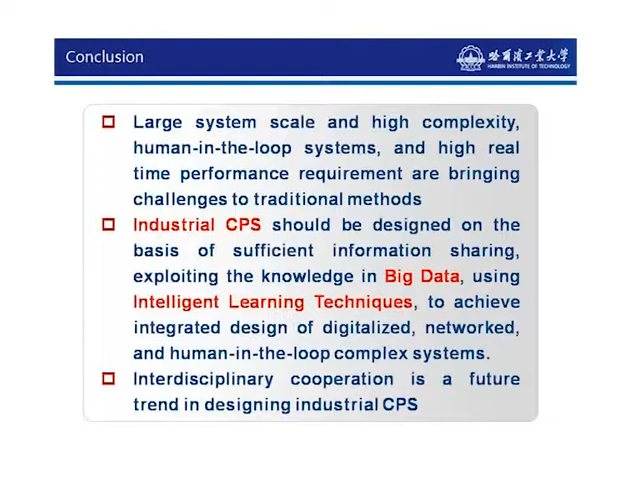 Conclusion
哈爾濱工業大學
HARBIN INSTITUTE OF TECHNOLOGY
Large system scale and high complexity,
human-in-the-loop systems, and high real
time performance requirement are bringing
challenges to traditional methods
Industrial CPS should be designed on the
basis of sufficient information sharing,
exploiting the knowledge in Big Data, using
Intelligent Learning Techniques, to achieve
integrated design of digitalized, networked,
and human-in-the-loop complex systems.
Interdisciplinary cooperation is a future
trend in designing industrial CPS